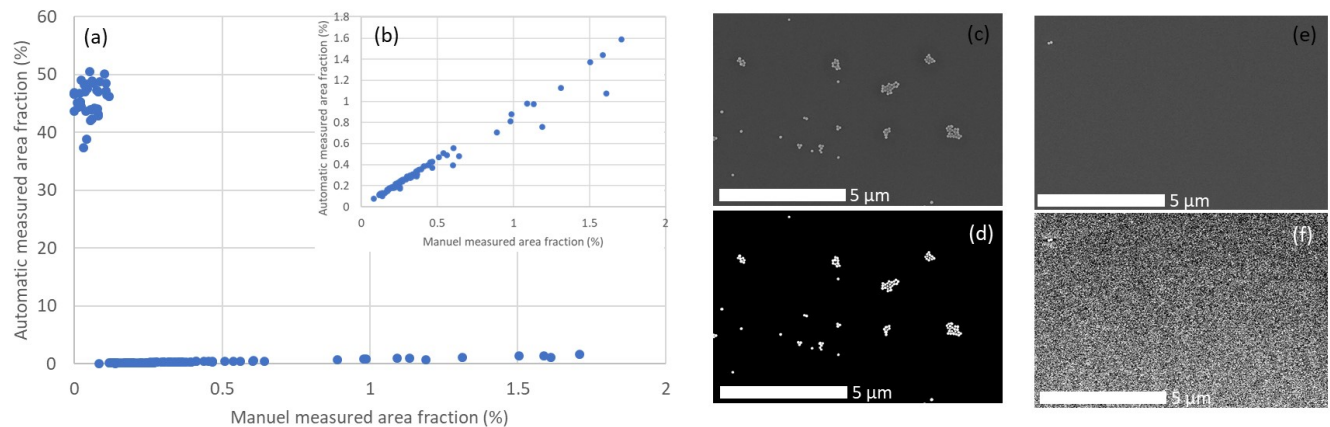 (a)
Automatic measured area fraction (%)
60
50
40
30
20
10
0
0
0.5
1
1.5
2
Manuel measured area fraction (%)
(b)
Automatic measured area fraction (%)
1.8
1.6
1.4
1.2
1
0.8
0.6
0.4
0.2
0
0
0.5
1
1.5
2
Manuel measured area fraction (%)
(c)
5 µm
(d)
5 µm
(e)
5 µm
(f)
5 µm